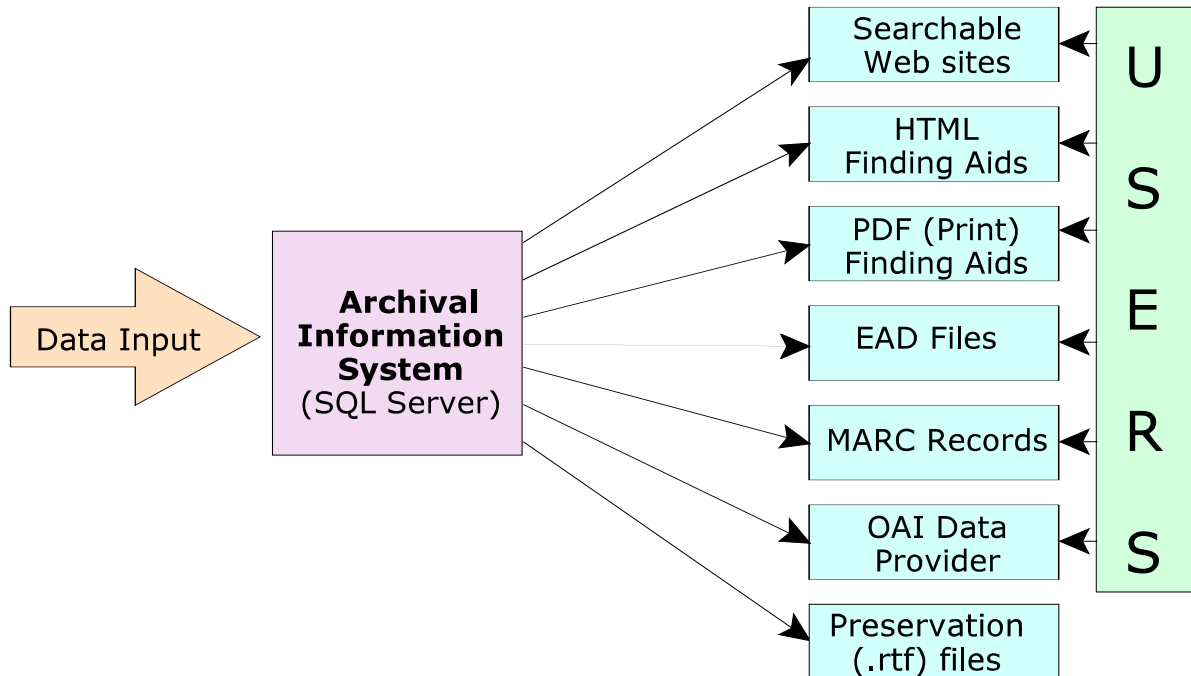 Data Input
Archival
Information
System
(SQL Server)
Searchable
Web sites
HTML
Finding Aids
PDF (Print)
Finding Aids
EAD Files
MARC Records
OAI Data
Provider
Preservation
(.rtf) files
U
S
E
R
S